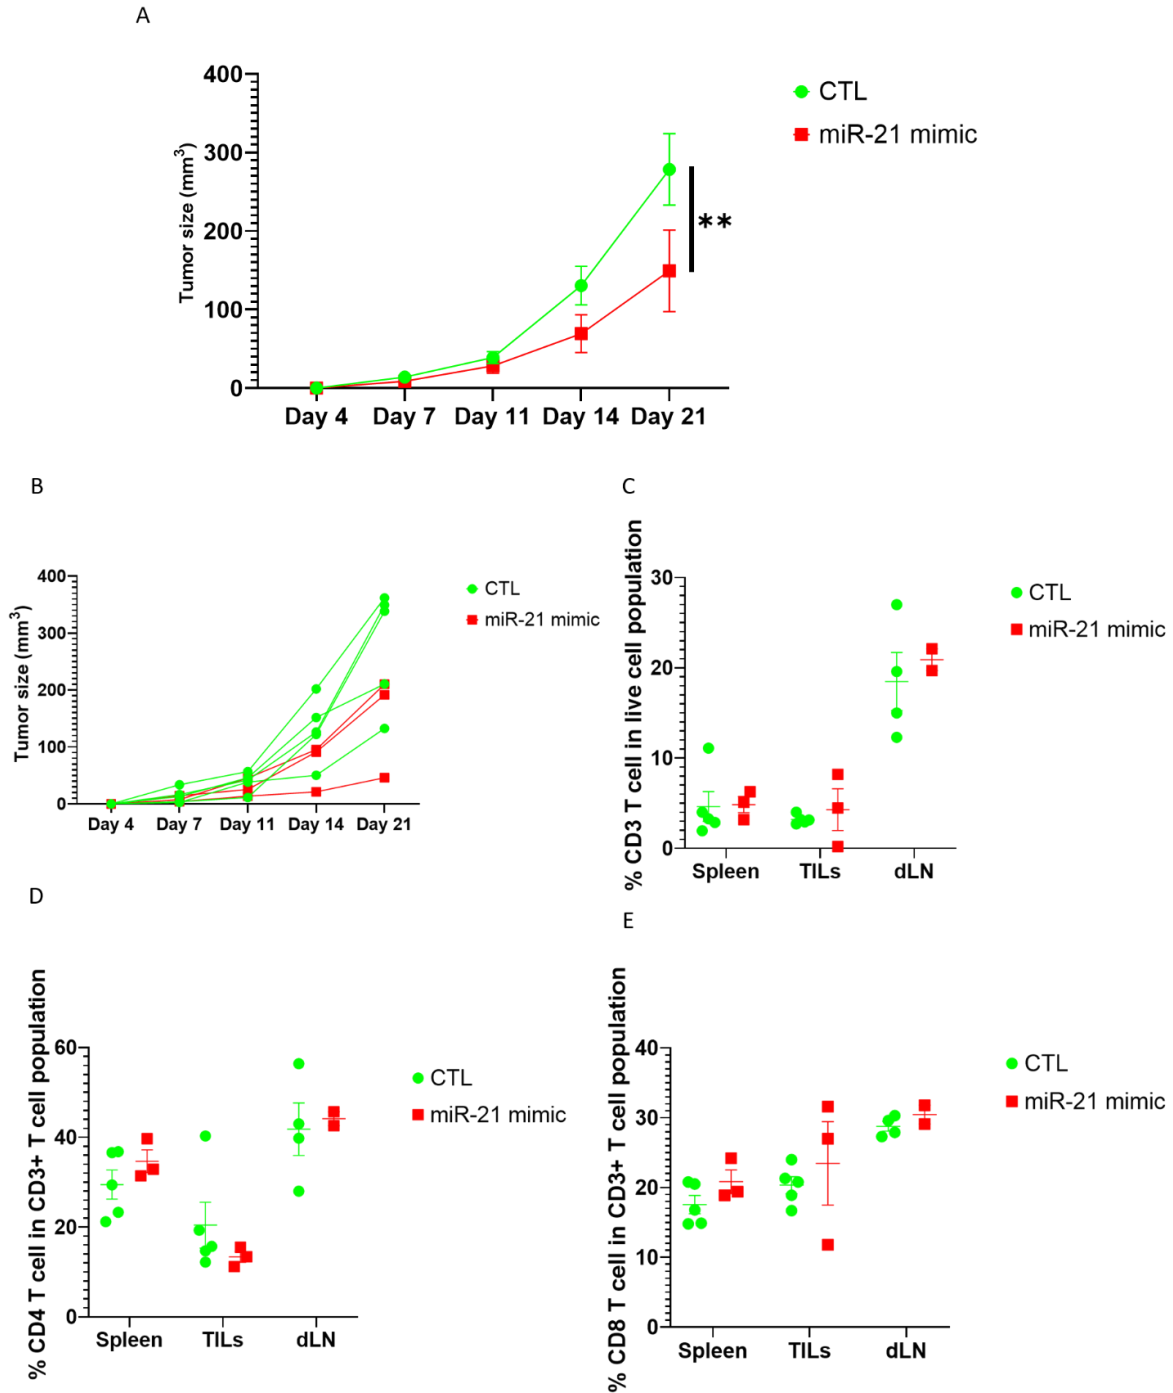 A
Tumor size (mm³)
400
300
200
100
0
Day 4 Day 7 Day 11 Day 14 Day 21
CTL
miR-21 mimic
**
B
Tumor size (mm³)
400
300
200
100
0
Day 4 Day 7 Day 11 Day 14 Day 21
CTL
miR-21 mimic
C
% CD3 T cell in live cell population
30
20
10
0
Spleen TILs dLN
CTL
miR-21 mimic
D
% CD4 T cell in CD3+ T cell population
60
40
20
0
Spleen TILs dLN
CTL
miR-21 mimic
E
% CD8 T cell in CD3+ T cell population
40
30
20
10
0
Spleen TILs dLN
CTL
miR-21 mimic